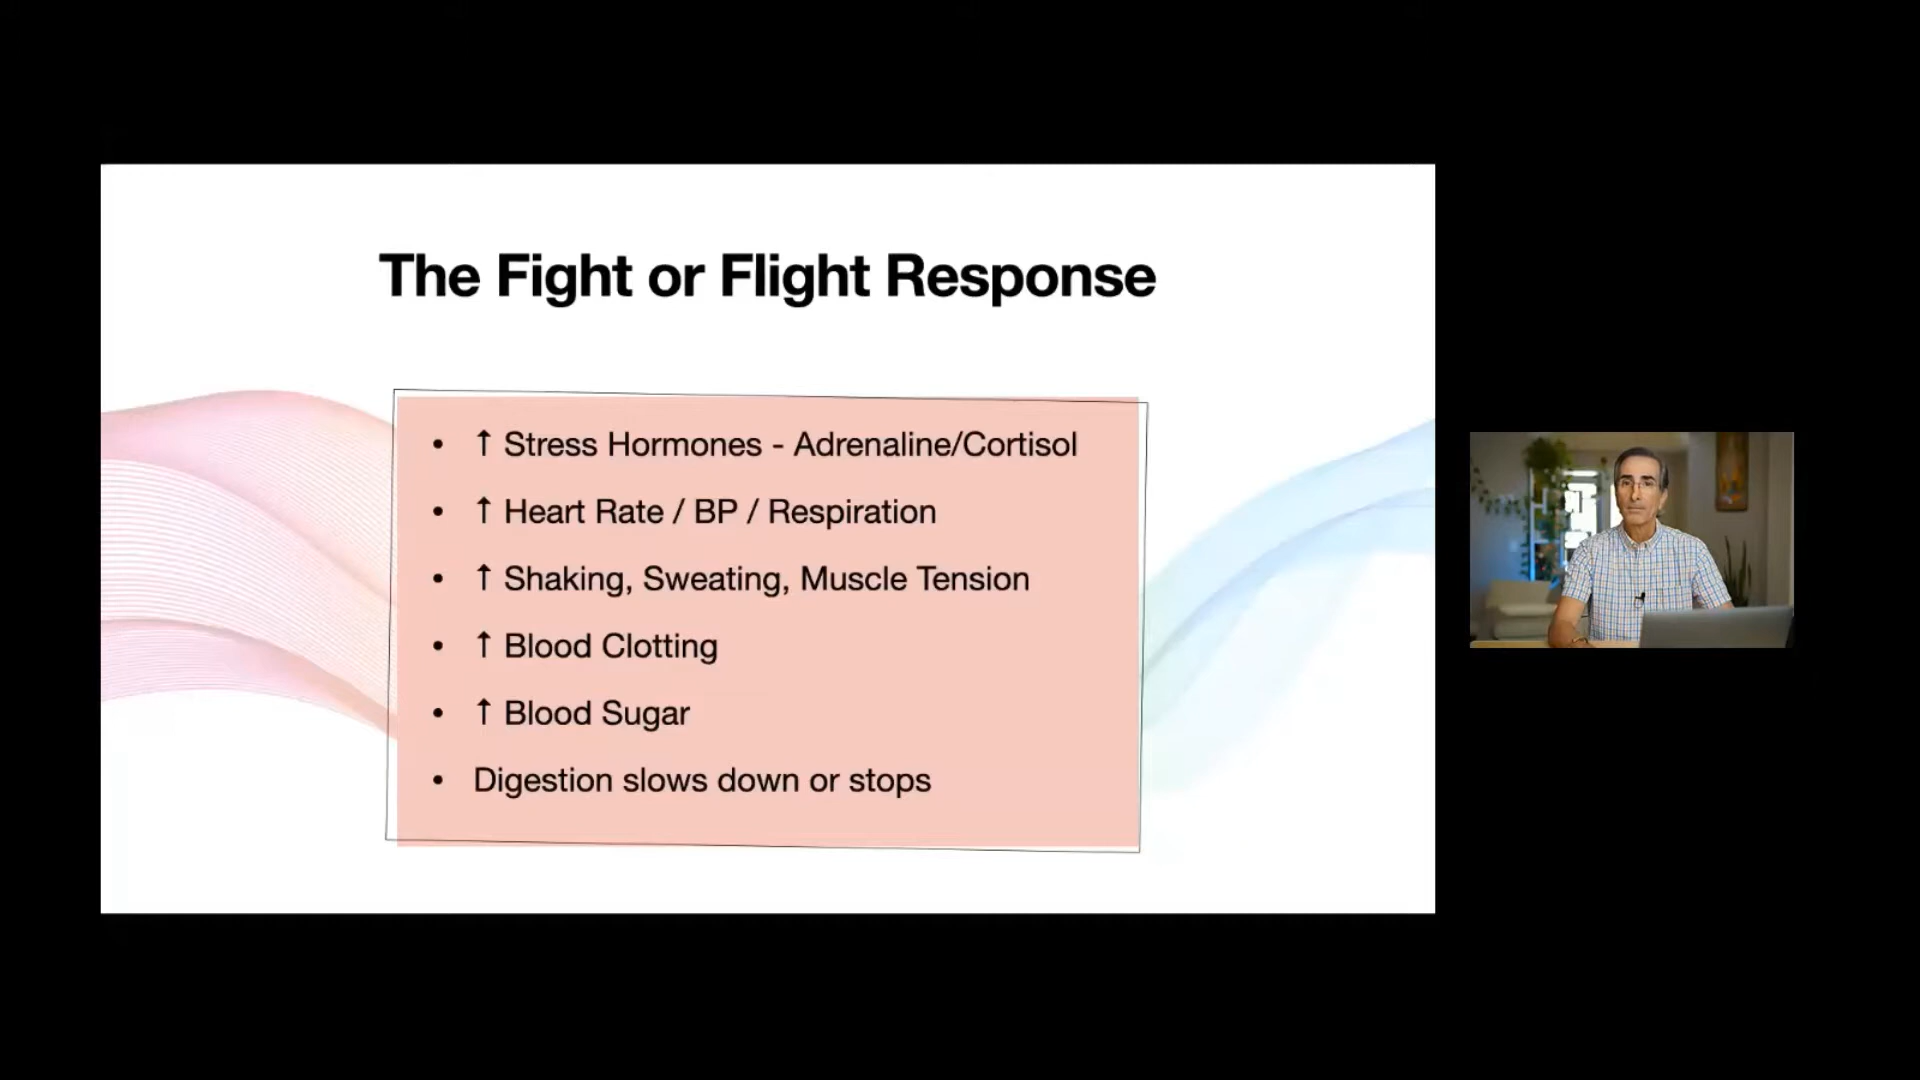 The Fight or Flight Response
• ↑ Stress Hormones - Adrenaline/Cortisol
• ↑ Heart Rate / BP / Respiration
• ↑ Shaking, Sweating, Muscle Tension
• ↑ Blood Clotting
• ↑ Blood Sugar
• Digestion slows down or stops